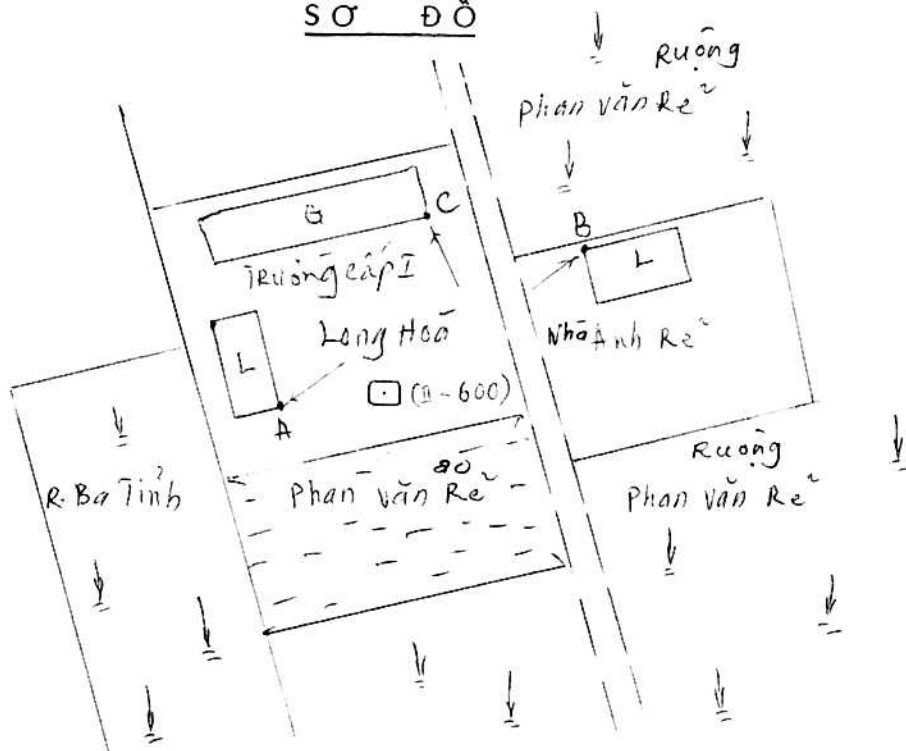 SƠ ĐỒ
Ruộng
Phan văn Rẻ
G
C
Trường cấp I
B
L
Long Hoà
Nhà Anh Rẻ
L
A
(II-600)
R. Ba Tỉnh
ao
Phan văn Rẻ
Ruộng
Phan văn Rẻ